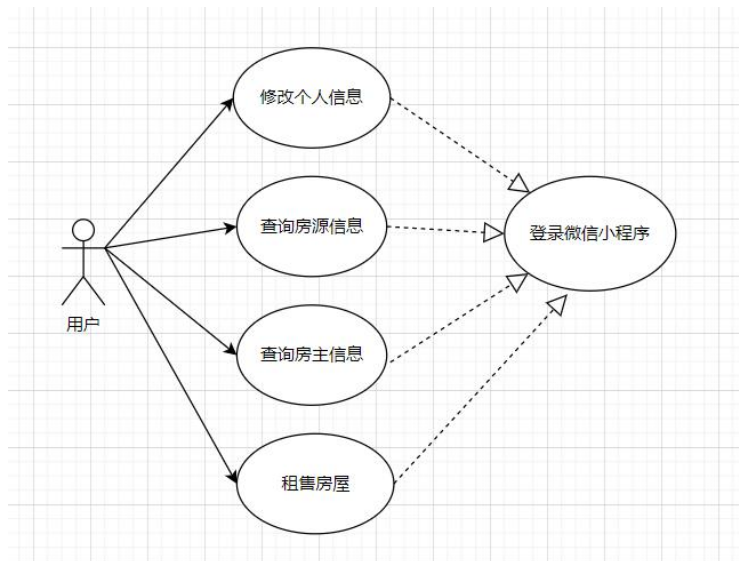 修改个人信息
查询房源信息
登录微信小程序
用户
查询房主信息
租售房屋